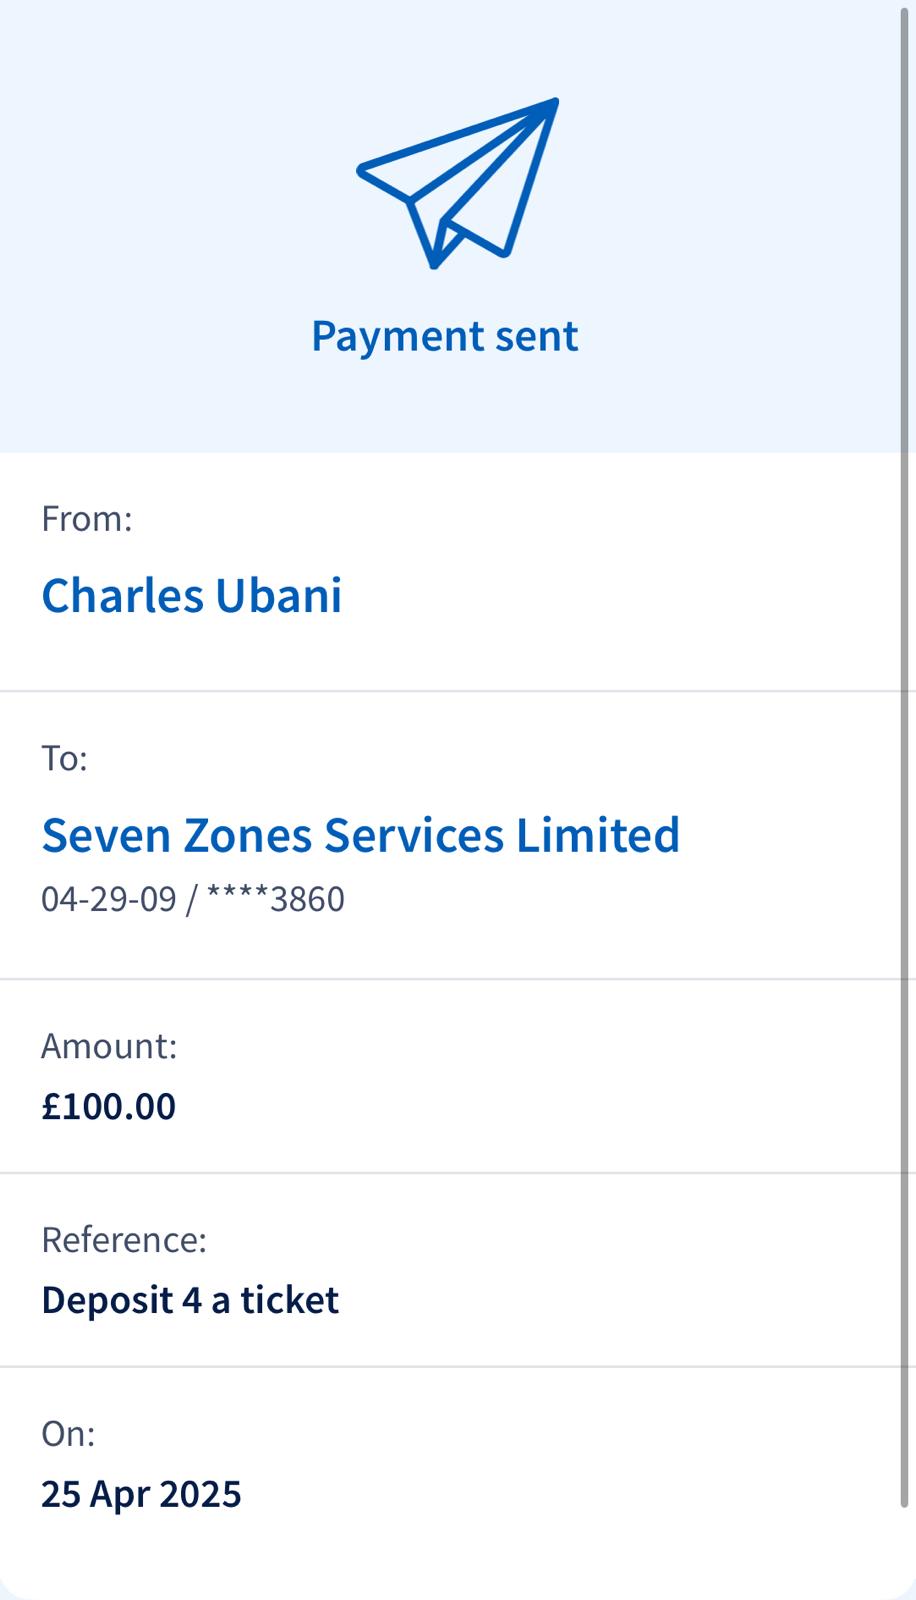 Payment sent
From:
Charles Ubani
To:
Seven Zones Services Limited
04-29-09 / ****3860
Amount:
£100.00
Reference:
Deposit 4 a ticket
On:
25 Apr 2025